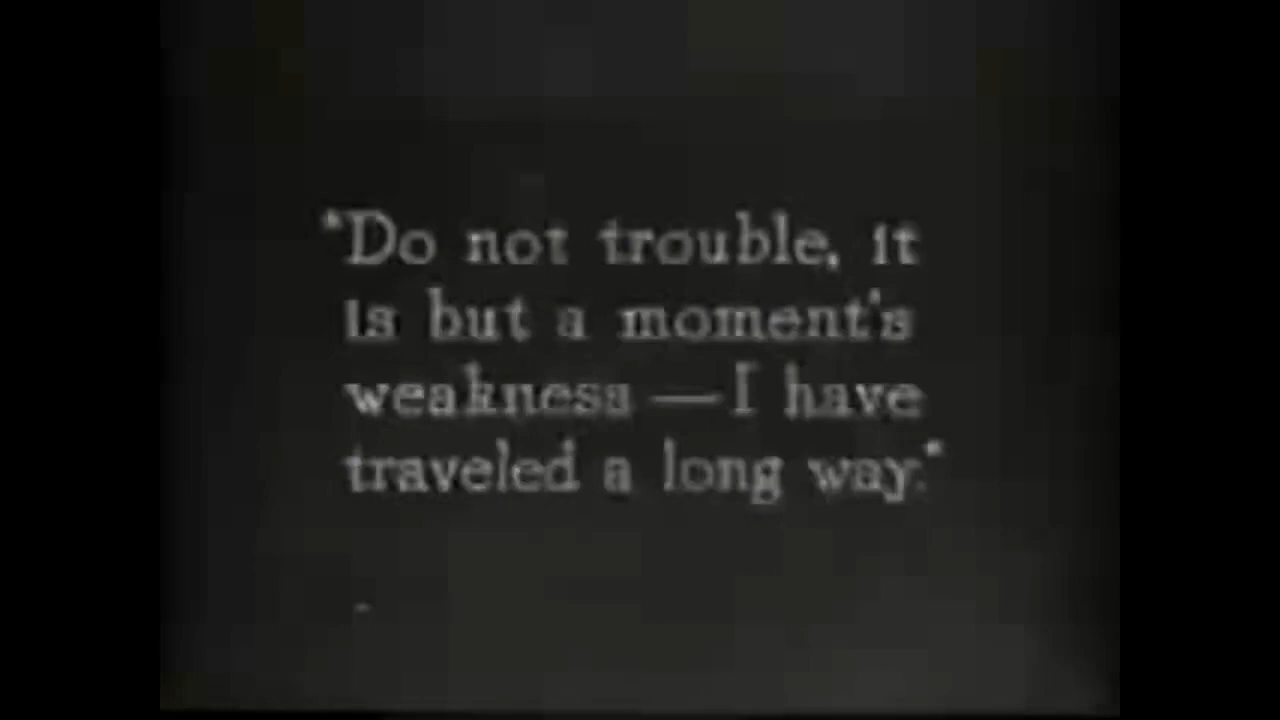 "Do not trouble, it
is but a moment's
weakness — I have
traveled a long way."